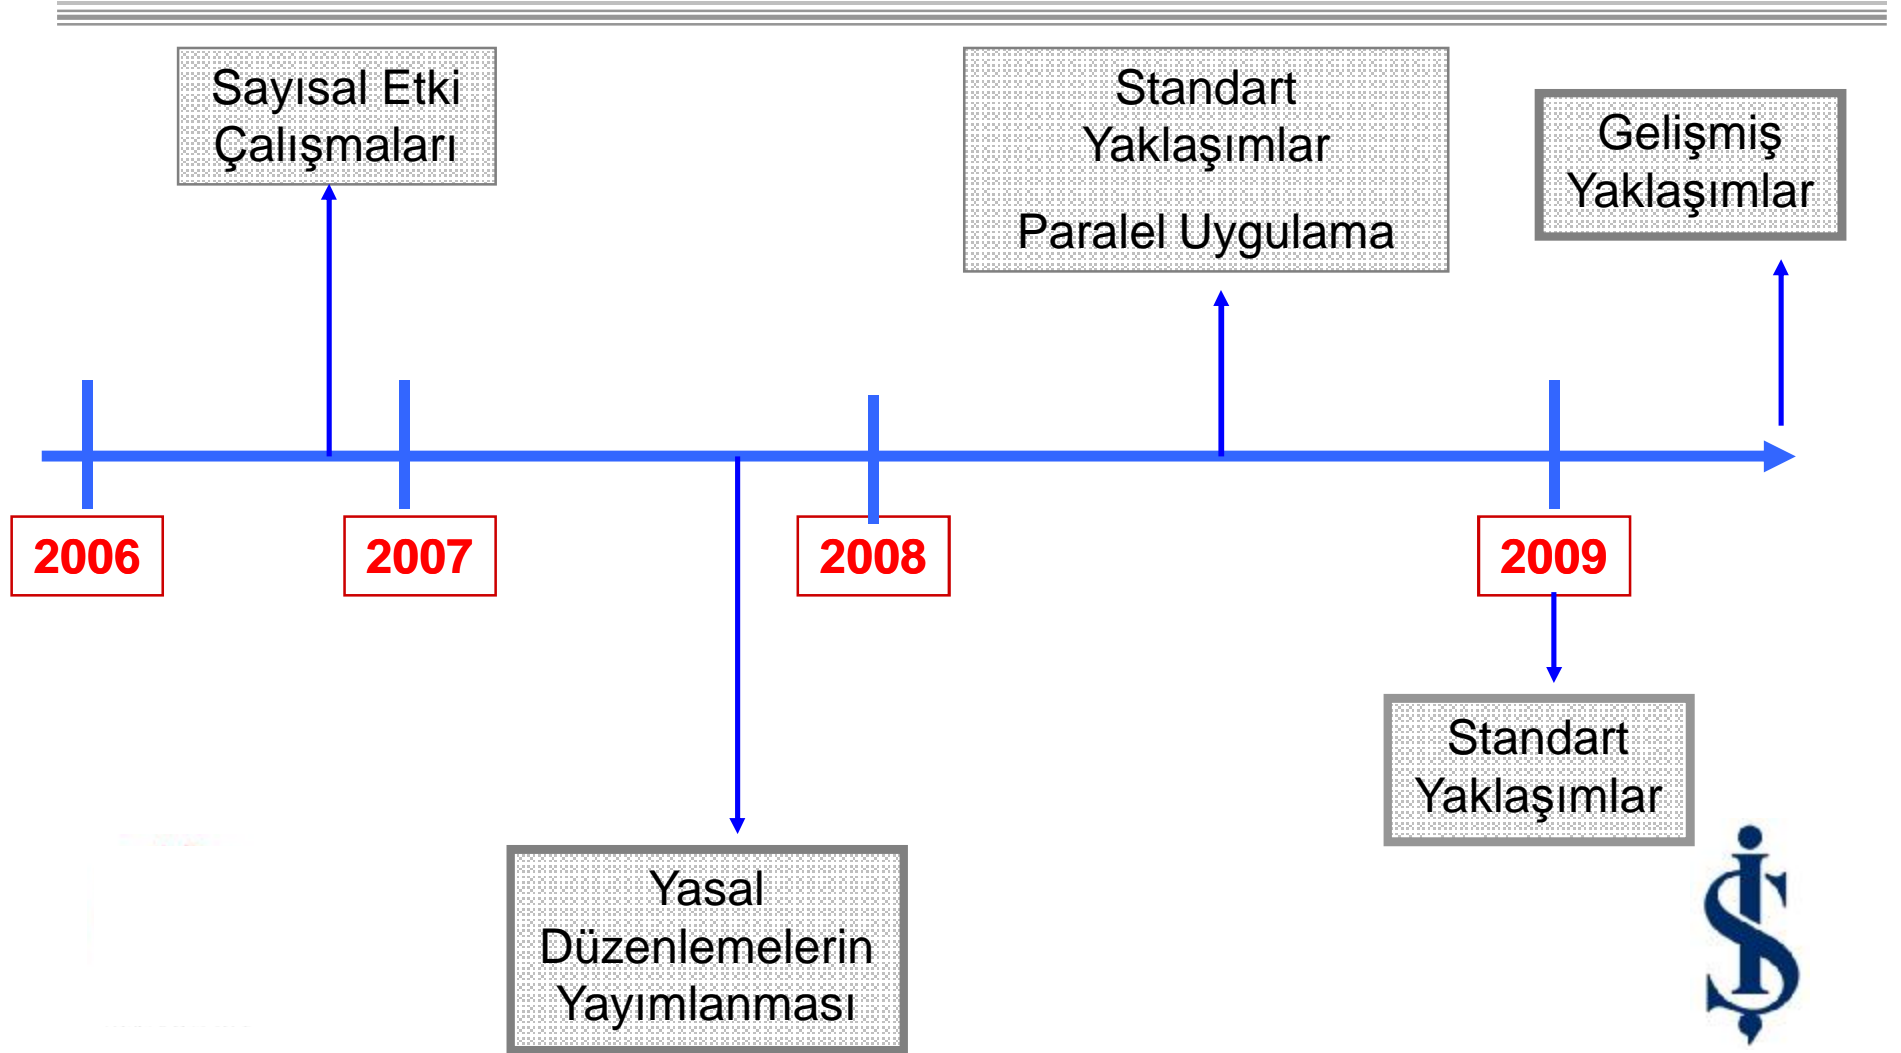 Sayısal Etki
Çalışmaları
Standart
Yaklaşımlar
Paralel Uygulama
Gelişmiş
Yaklaşımlar
2006
2007
2008
2009
Standart
Yaklaşımlar
Yasal
Düzenlemelerin
Yayımlanması
İS